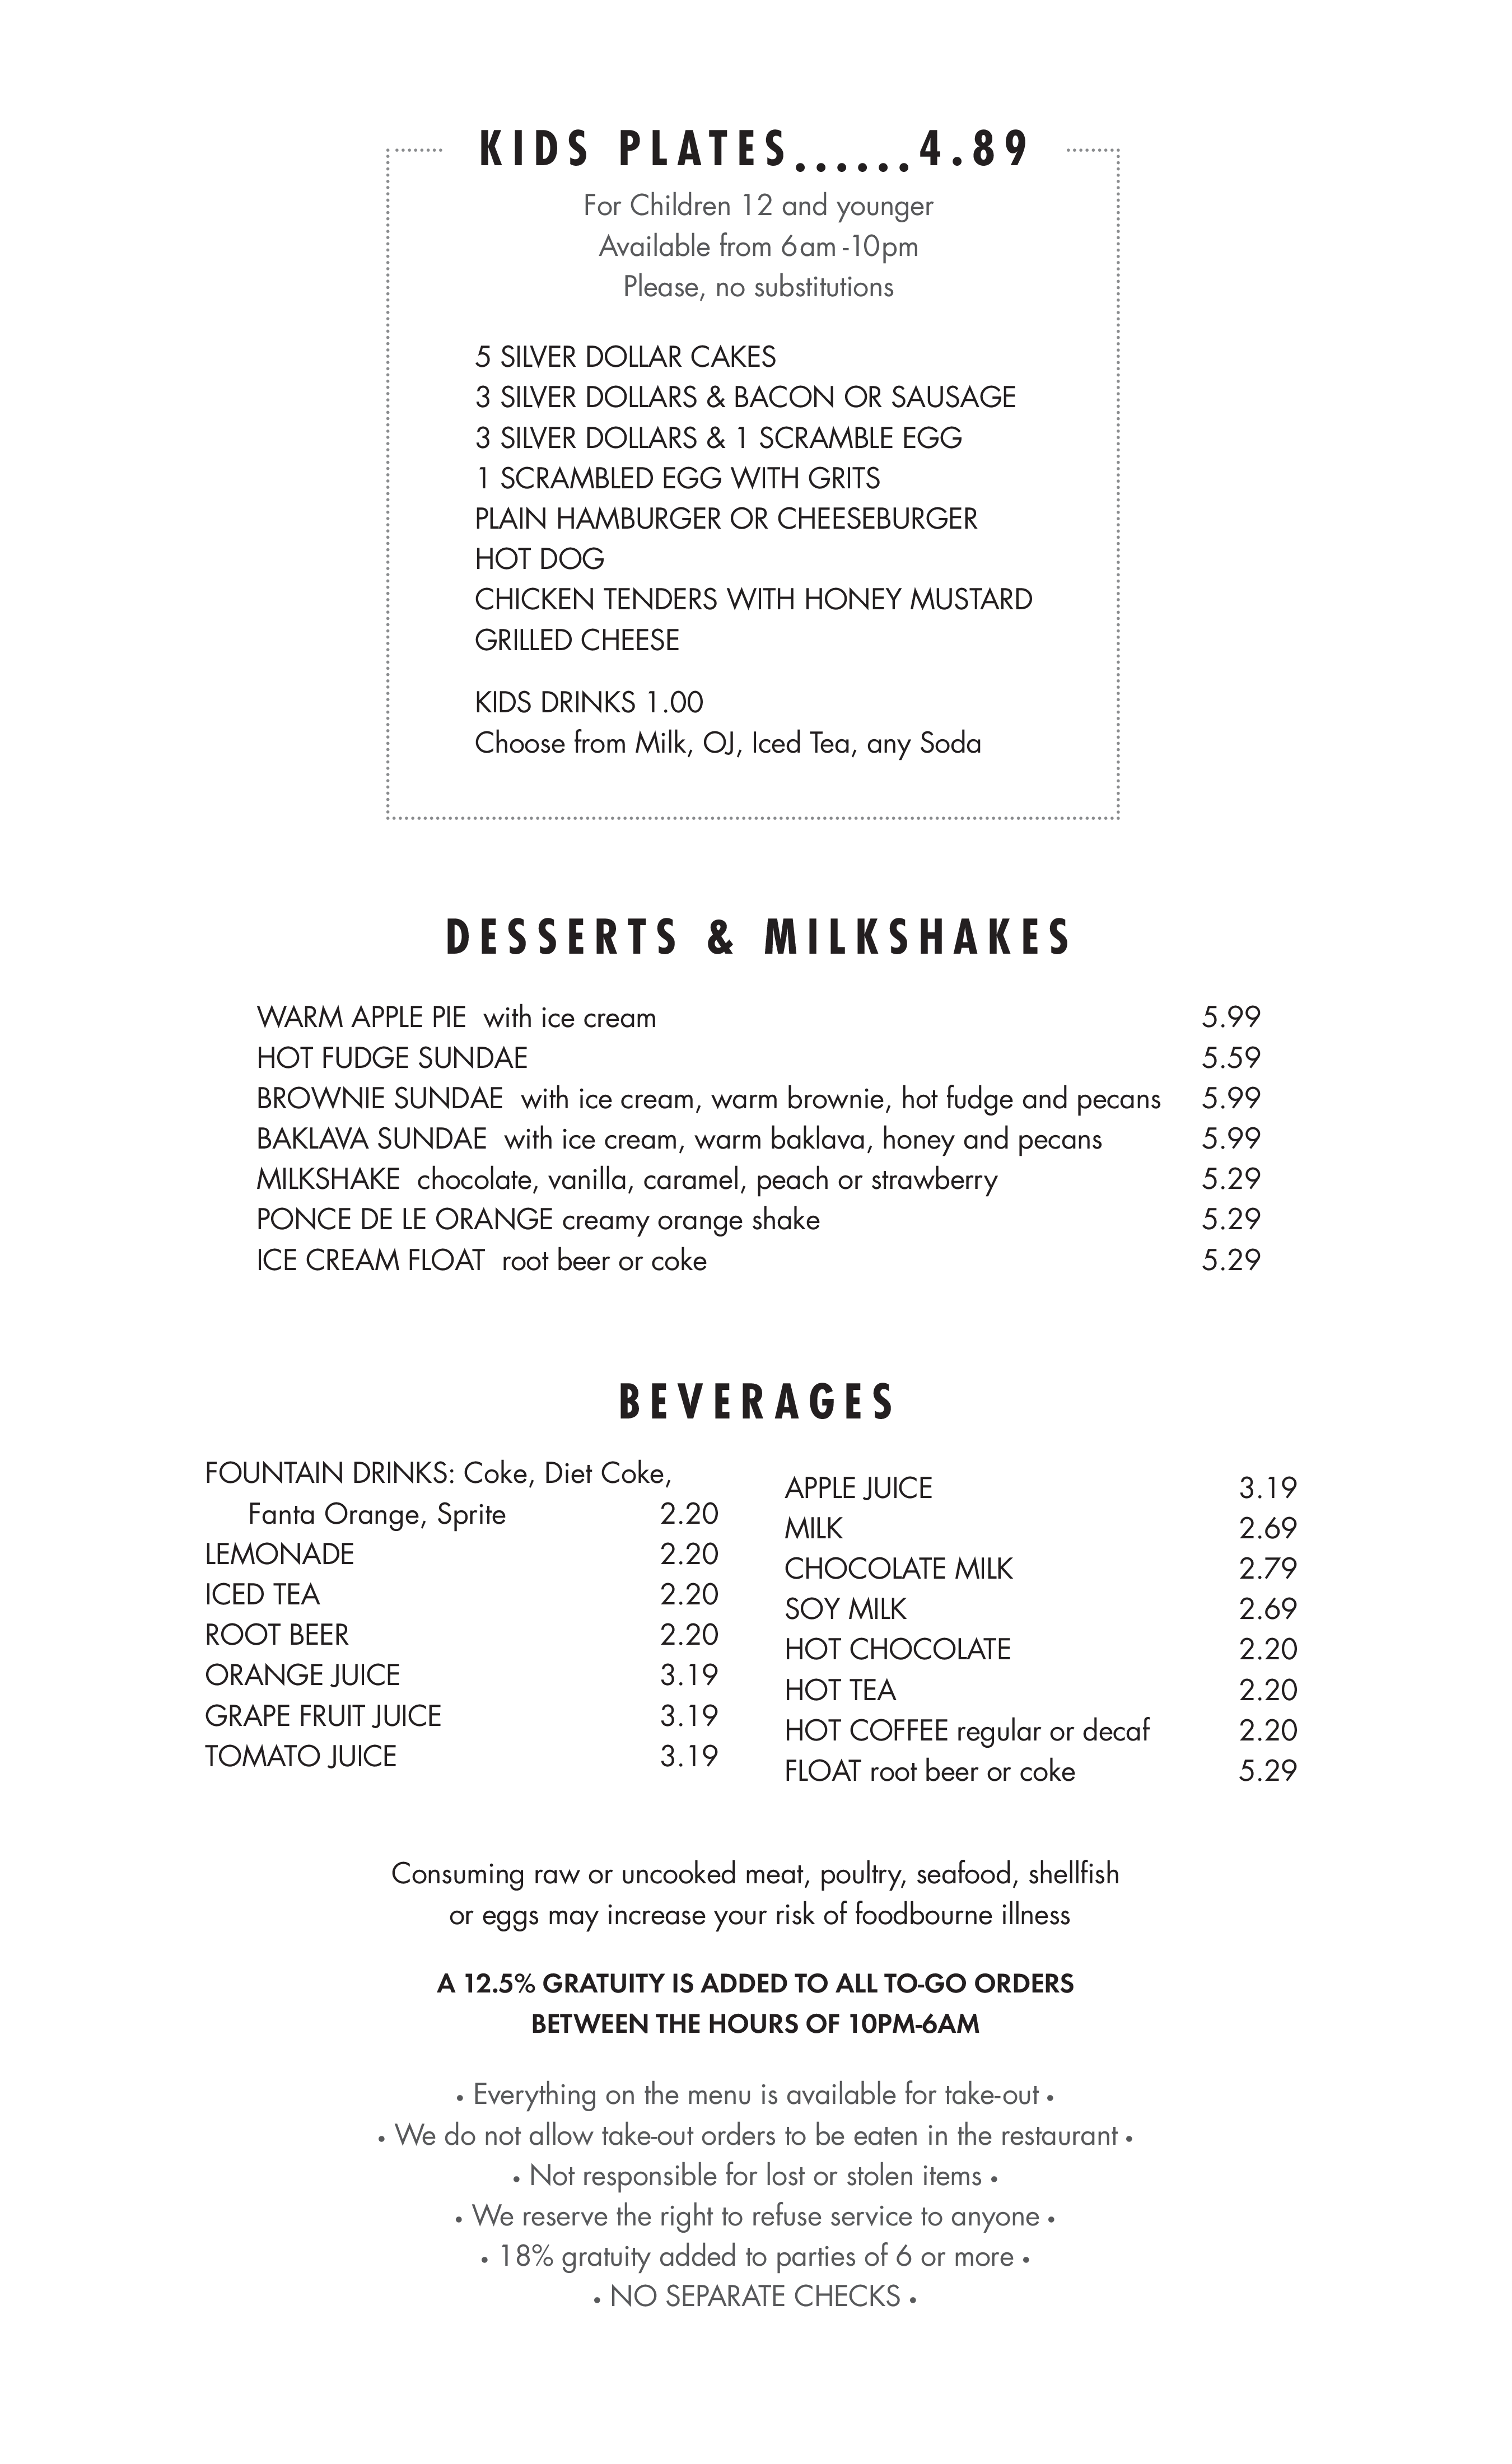 KIDS PLATES......4.89
For Children 12 and younger
Available from 6am -10pm
Please, no substitutions
5 SILVER DOLLAR CAKES
3 SILVER DOLLARS & BACON OR SAUSAGE
3 SILVER DOLLARS & 1 SCRAMBLE EGG
1 SCRAMBLED EGG WITH GRITS
PLAIN HAMBURGER OR CHEESEBURGER
HOT DOG
CHICKEN TENDERS WITH HONEY MUSTARD
GRILLED CHEESE
KIDS DRINKS 1.00
Choose from Milk, OJ, Iced Tea, any Soda
DESSERTS & MILKSHAKES
WARM APPLE PIE with ice cream 5.99
HOT FUDGE SUNDAE 5.59
BROWNIE SUNDAE with ice cream, warm brownie, hot fudge and pecans 5.99
BAKLAVA SUNDAE with ice cream, warm baklava, honey and pecans 5.99
MILKSHAKE chocolate, vanilla, caramel, peach or strawberry 5.29
PONCE DE LE ORANGE creamy orange shake 5.29
ICE CREAM FLOAT root beer or coke 5.29
BEVERAGES
FOUNTAIN DRINKS: Coke, Diet Coke,
Fanta Orange, Sprite 2.20
LEMONADE 2.20
ICED TEA 2.20
ROOT BEER 2.20
ORANGE JUICE 3.19
GRAPE FRUIT JUICE 3.19
TOMATO JUICE 3.19
APPLE JUICE 3.19
MILK 2.69
CHOCOLATE MILK 2.79
SOY MILK 2.69
HOT CHOCOLATE 2.20
HOT TEA 2.20
HOT COFFEE regular or decaf 2.20
FLOAT root beer or coke 5.29
Consuming raw or uncooked meat, poultry, seafood, shellfish
or eggs may increase your risk of foodbourne illness
A 12.5% GRATUITY IS ADDED TO ALL TO-GO ORDERS
BETWEEN THE HOURS OF 10PM-6AM
• Everything on the menu is available for take-out •
• We do not allow take-out orders to be eaten in the restaurant •
• Not responsible for lost or stolen items •
• We reserve the right to refuse service to anyone •
• 18% gratuity added to parties of 6 or more •
• NO SEPARATE CHECKS •